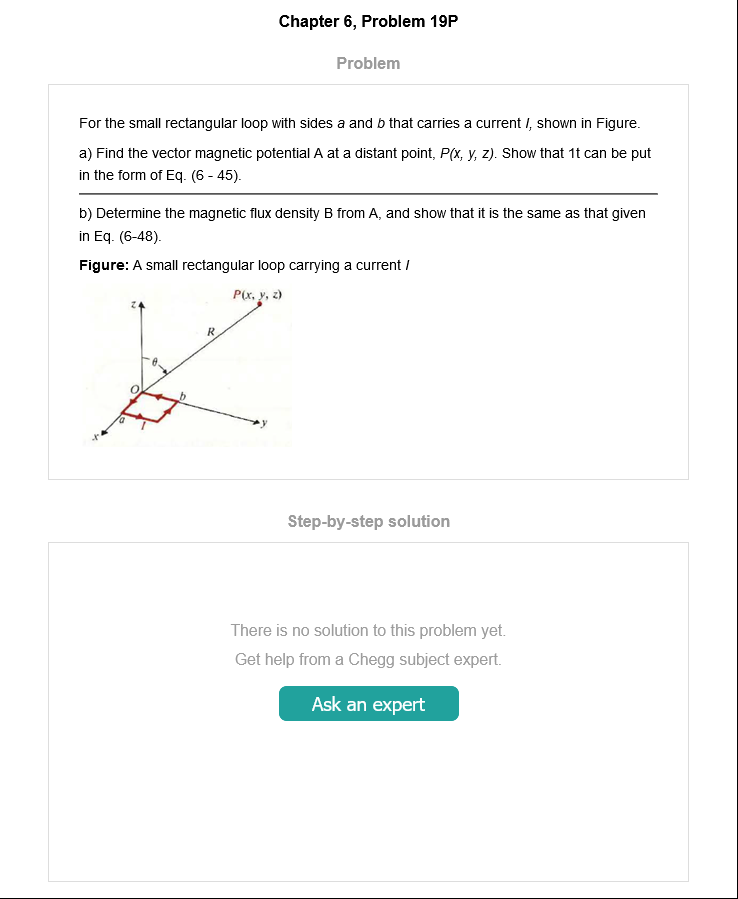 Chapter 6, Problem 19P
Problem
For the small rectangular loop with sides a and b that carries a current I, shown in Figure.
a) Find the vector magnetic potential A at a distant point, P(x, y, z). Show that 1t can be put
in the form of Eq. (6 - 45).
b) Determine the magnetic flux density B from A, and show that it is the same as that given
in Eq. (6-48).
Figure: A small rectangular loop carrying a current I
P(x, y, z)
z
R
θ
O
b
a
I
y
x
Step-by-step solution
There is no solution to this problem yet.
Get help from a Chegg subject expert.
Ask an expert